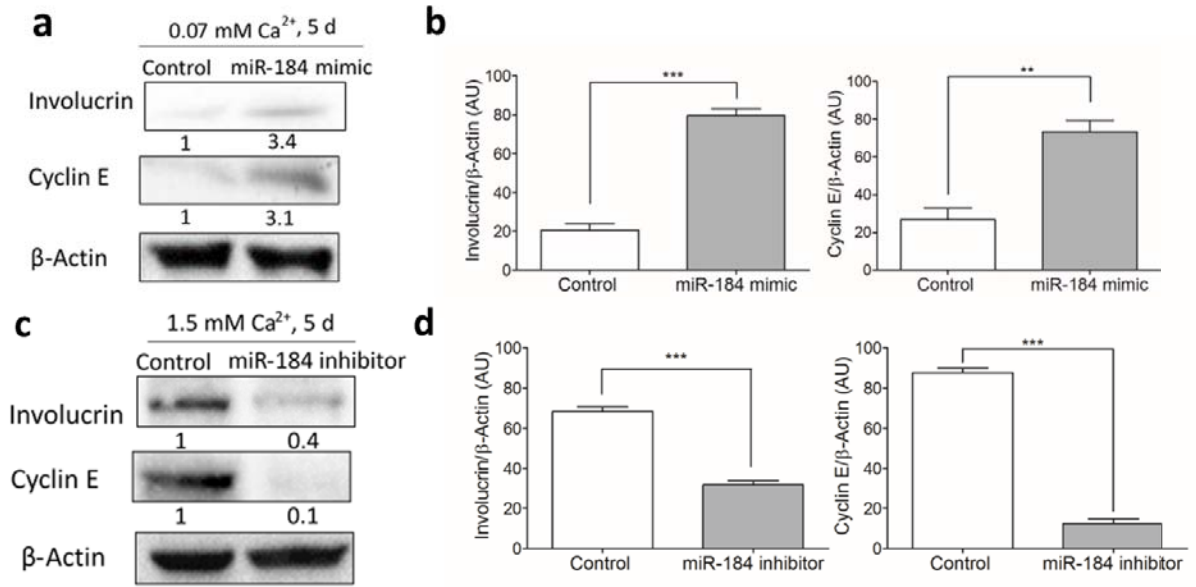 a
0.07 mM Ca²⁺, 5 d
Control miR-184 mimic
Involucrin
1 3.4
Cyclin E
1 3.1
β-Actin
b
Involucrin/β-Actin (AU)
100
80
60
40
20
0
***
Control miR-184 mimic
Cyclin E/β-Actin (AU)
100
80
60
40
20
0
**
Control miR-184 mimic
c
1.5 mM Ca²⁺, 5 d
Control miR-184 inhibitor
Involucrin
1 0.4
Cyclin E
1 0.1
β-Actin
d
Involucrin/β-Actin (AU)
100
80
60
40
20
0
***
Control miR-184 inhibitor
Cyclin E/β-Actin (AU)
100
80
60
40
20
0
***
Control miR-184 inhibitor